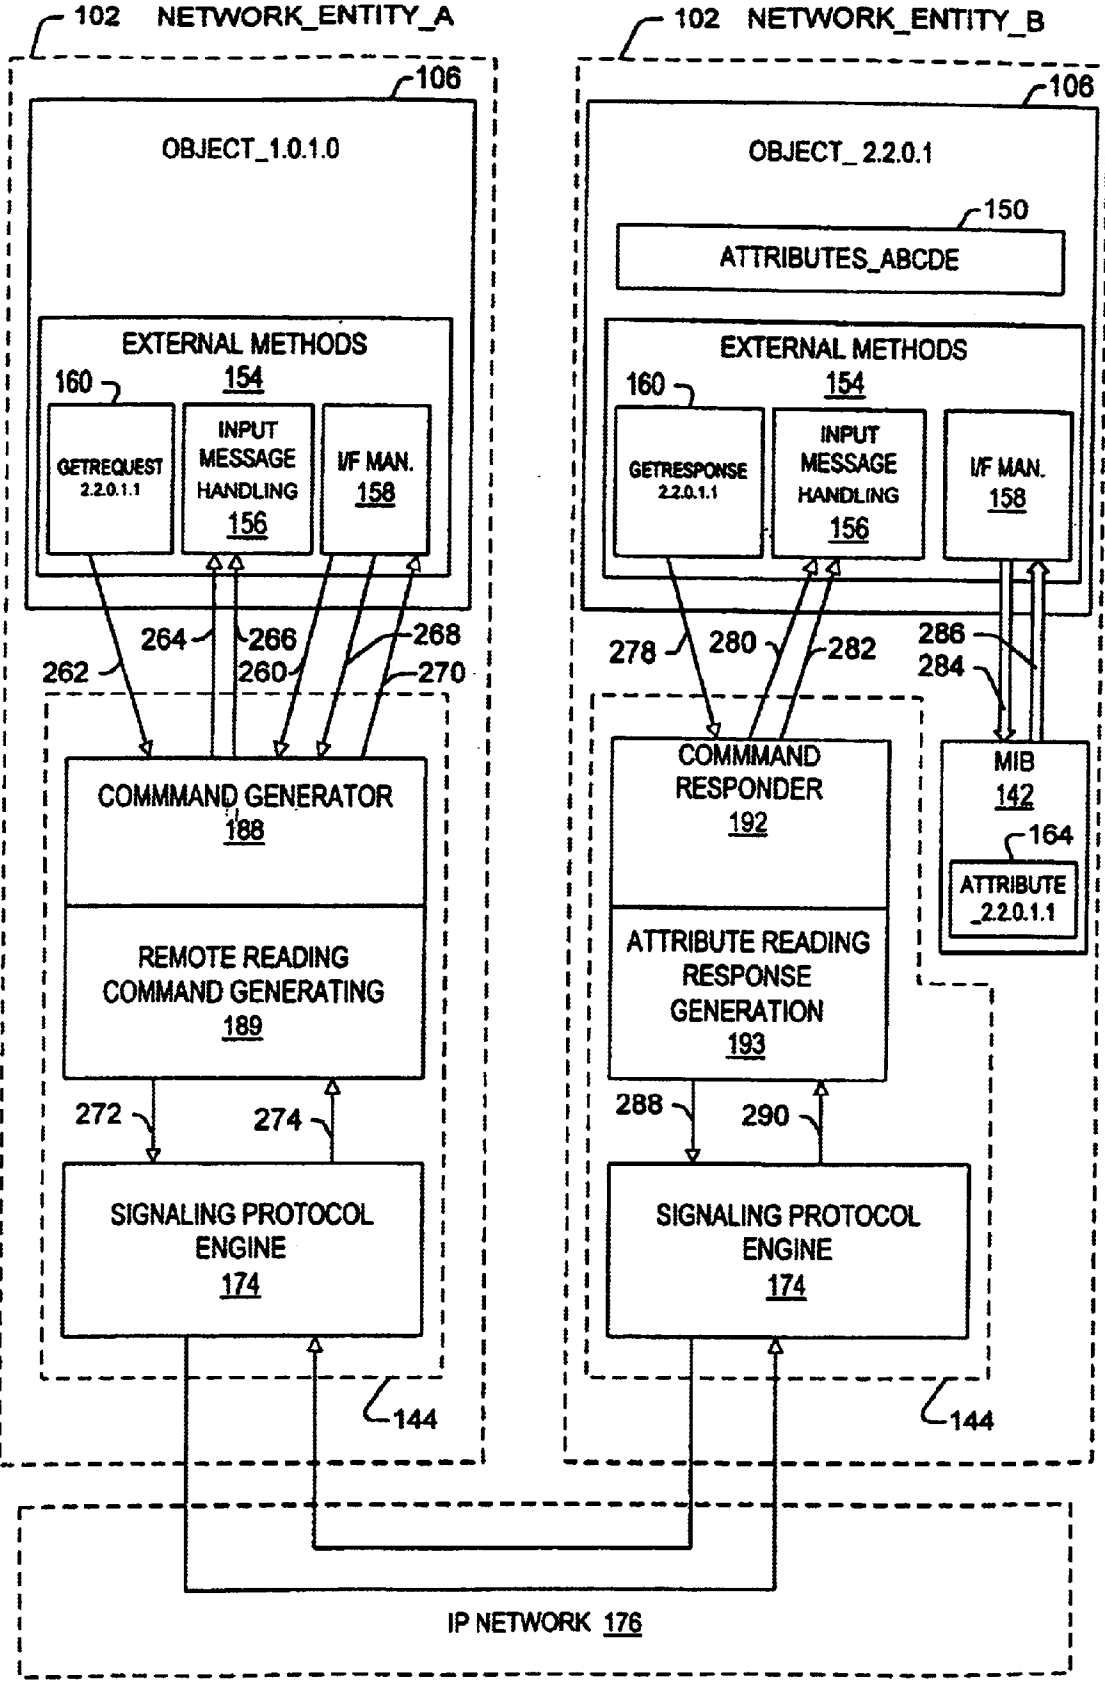 102 NETWORK_ENTITY_A
106
OBJECT_1.0.1.0
EXTERNAL METHODS
154
160
GETREQUEST
2.2.0.1.1
INPUT
MESSAGE
HANDLING
156
I/F MAN.
158
262
264
266
260
268
270
COMMMAND GENERATOR
188
REMOTE READING
COMMAND GENERATING
189
272
274
SIGNALING PROTOCOL
ENGINE
174
144
102 NETWORK_ENTITY_B
106
OBJECT_ 2.2.0.1
150
ATTRIBUTES_ABCDE
EXTERNAL METHODS
154
160
GETRESPONSE
2.2.0.1.1
INPUT
MESSAGE
HANDLING
156
I/F MAN.
158
278
280
282
286
284
COMMMAND
RESPONDER
192
MIB
142
164
ATTRIBUTE
_2.2.0.1.1
ATTRIBUTE READING
RESPONSE
GENERATION
193
288
290
SIGNALING PROTOCOL
ENGINE
174
144
IP NETWORK 176